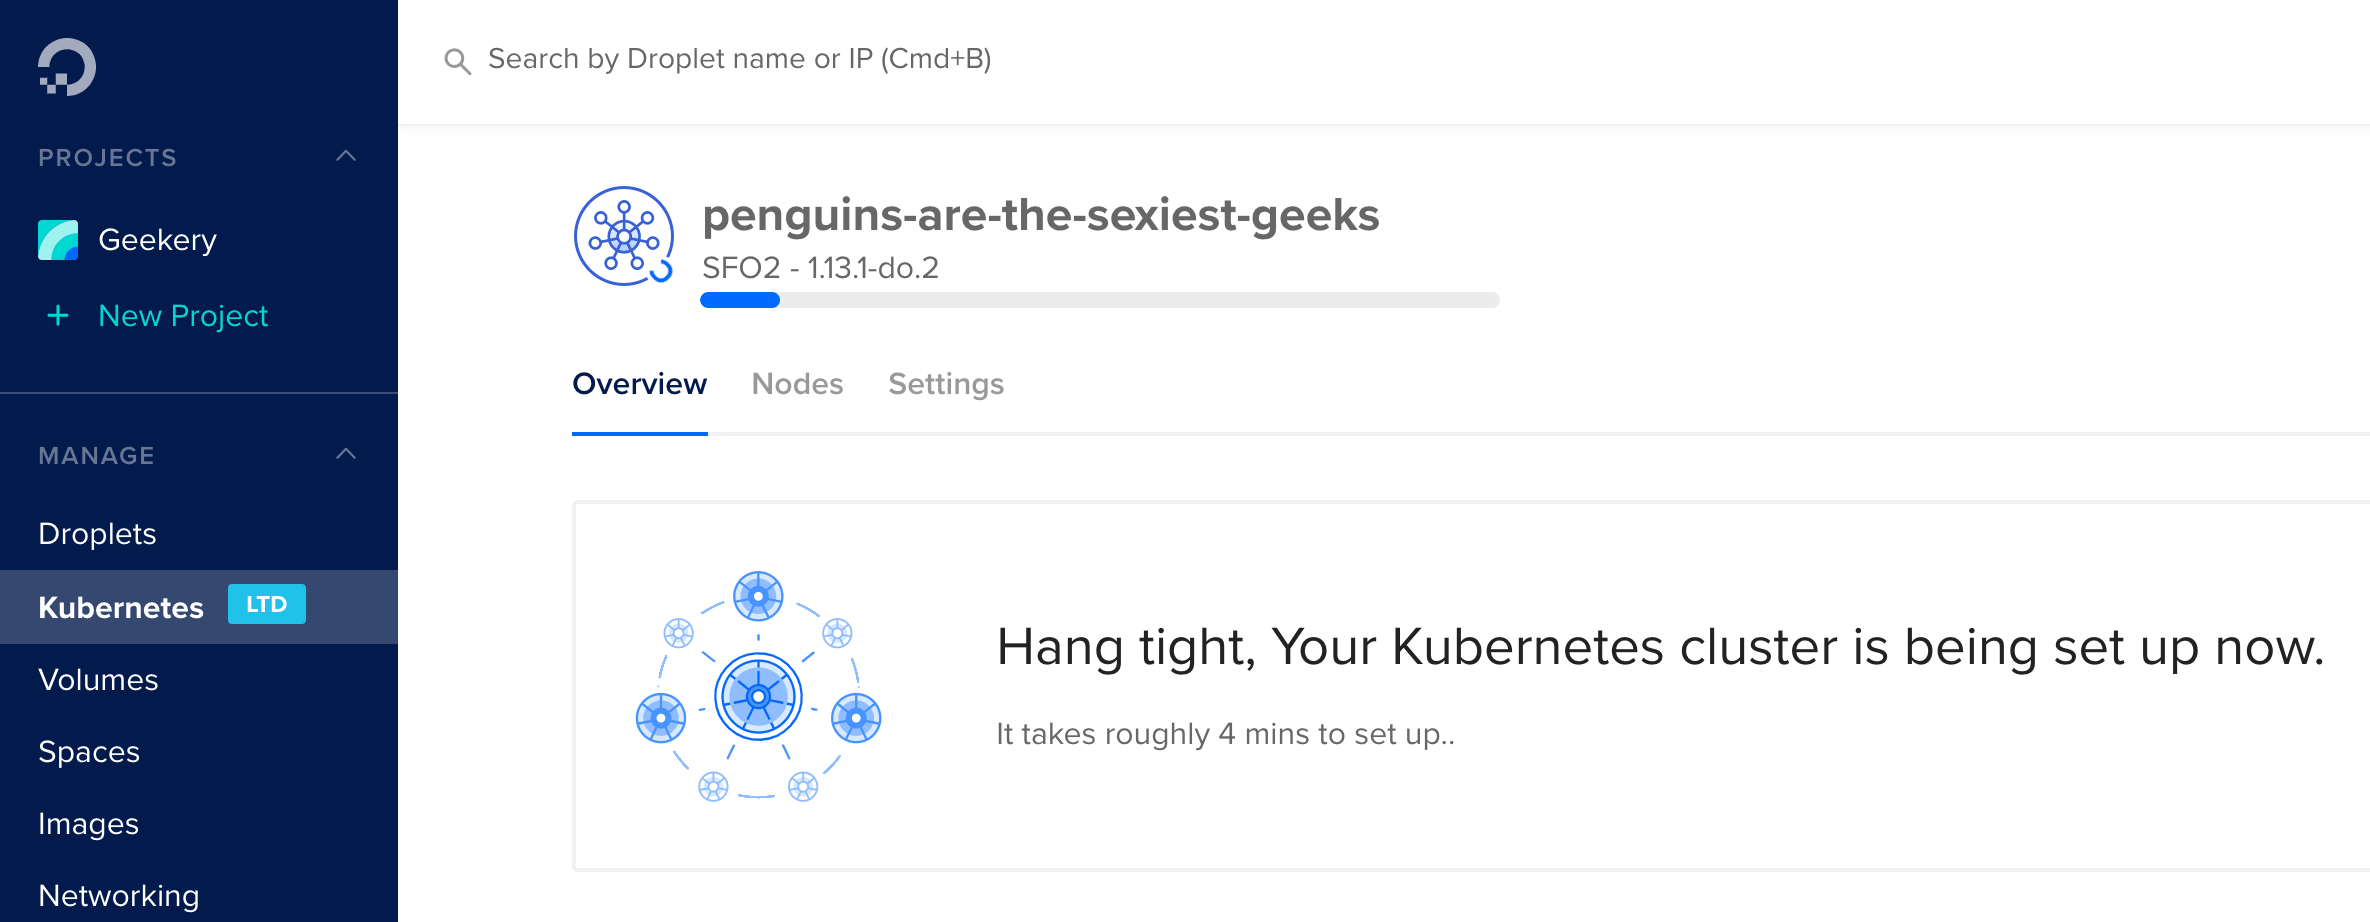 Search by Droplet name or IP (Cmd+B)
PROJECTS
Geekery
+ New Project
MANAGE
Droplets
Kubernetes LTD
Volumes
Spaces
Images
Networking
penguins-are-the-sexiest-geeks
SFO2 - 1.13.1-do.2
Overview Nodes Settings
Hang tight, Your Kubernetes cluster is being set up now.
It takes roughly 4 mins to set up..